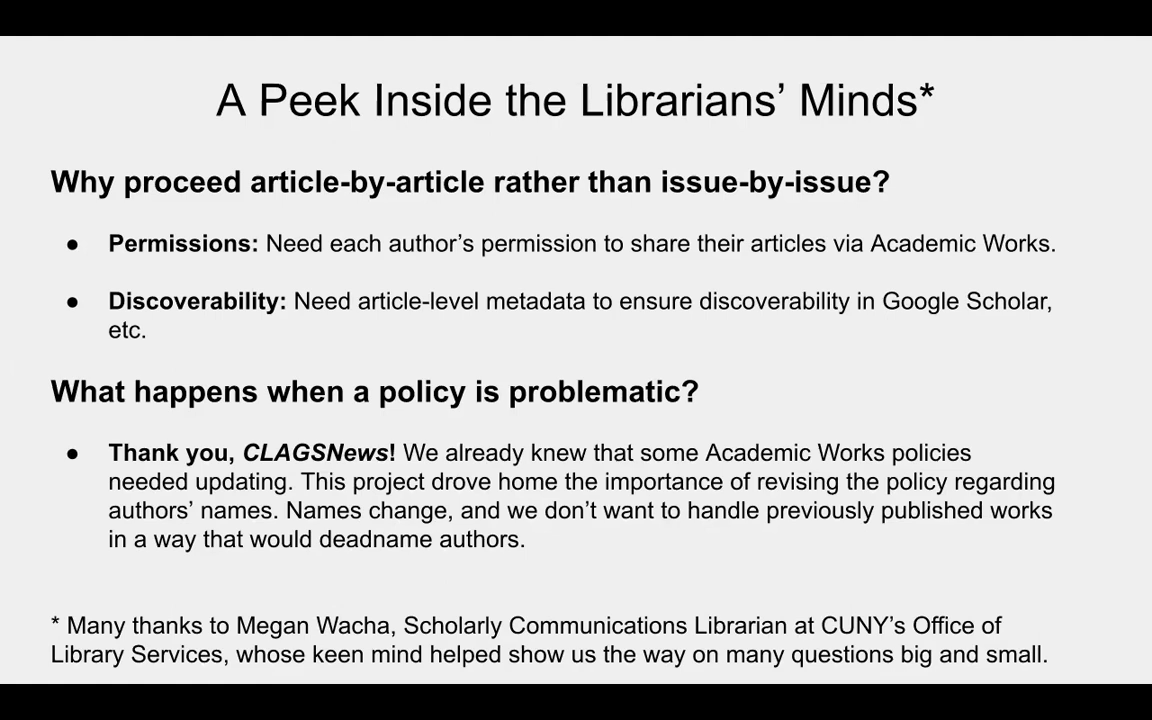 A Peek Inside the Librarians’ Minds*
Why proceed article-by-article rather than issue-by-issue?
● Permissions: Need each author’s permission to share their articles via Academic Works.
● Discoverability: Need article-level metadata to ensure discoverability in Google Scholar,
etc.
What happens when a policy is problematic?
● Thank you, CLAGSNews! We already knew that some Academic Works policies
needed updating. This project drove home the importance of revising the policy regarding
authors’ names. Names change, and we don’t want to handle previously published works
in a way that would deadname authors.
* Many thanks to Megan Wacha, Scholarly Communications Librarian at CUNY’s Office of
Library Services, whose keen mind helped show us the way on many questions big and small.